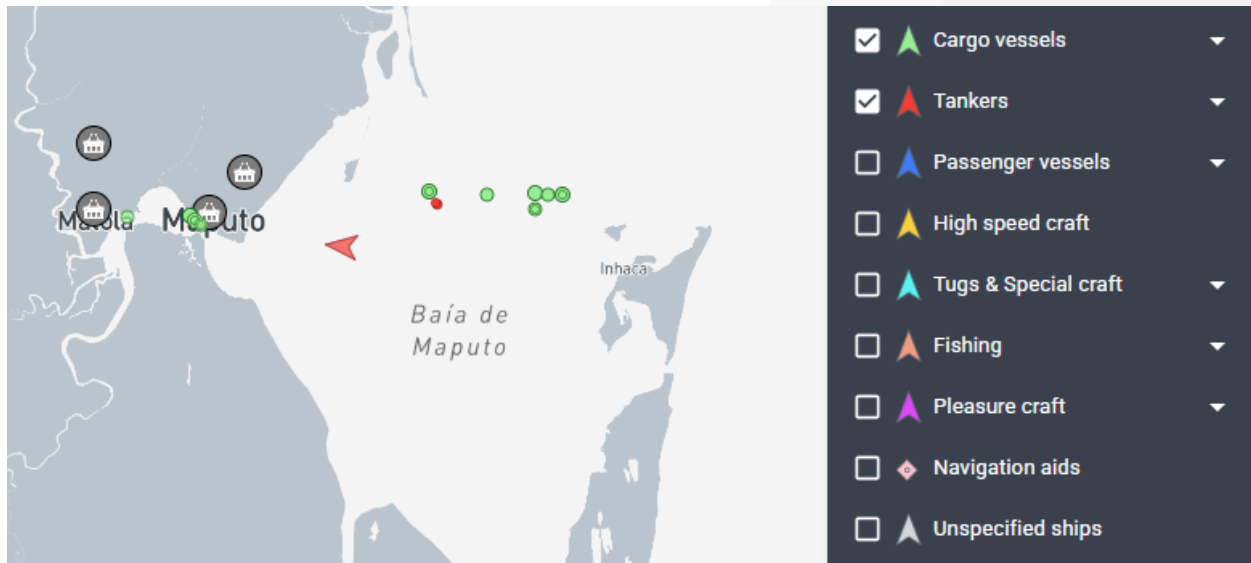 Matola
Maputo
Inhaca
Baía de
Maputo
Cargo vessels
Tankers
Passenger vessels
High speed craft
Tugs & Special craft
Fishing
Pleasure craft
Navigation aids
Unspecified ships